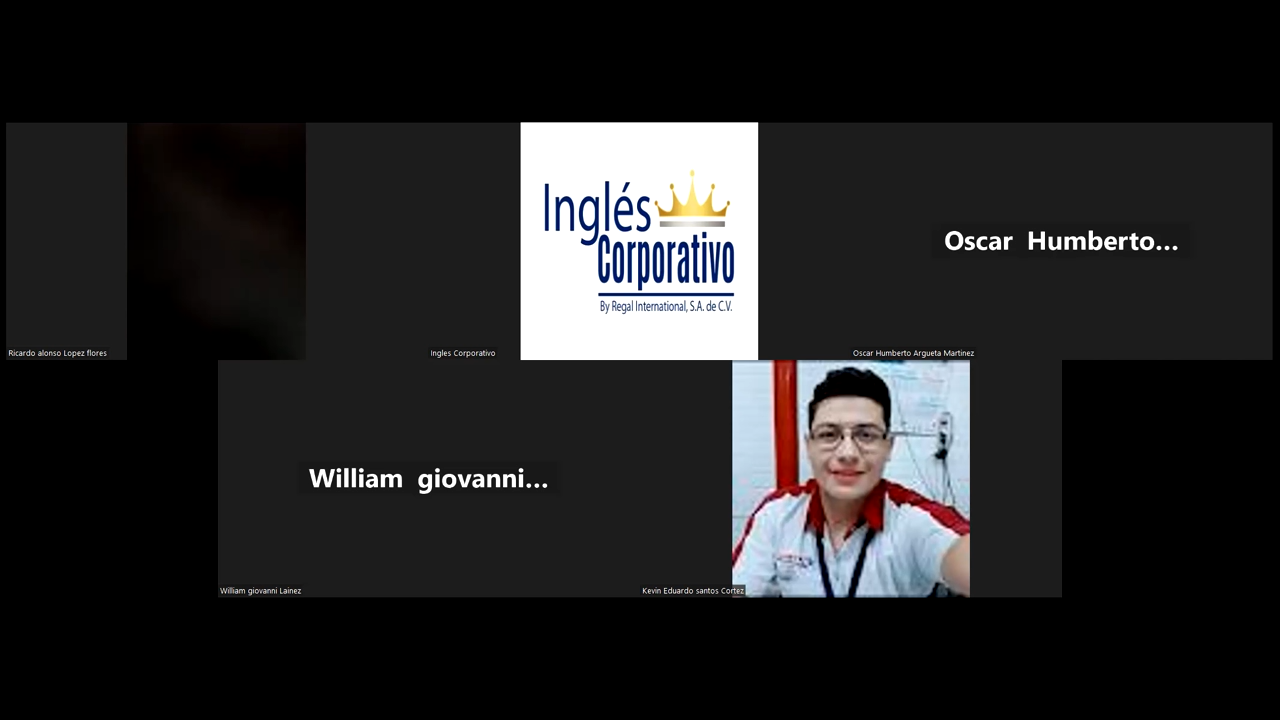 Inglés
Corporativo
By Regal International, S.A. de C.V.
Oscar Humberto...
Ricardo alonso Lopez flores
Ingles Corporativo
Oscar Humberto Argueta Martinez
William giovanni...
William giovanni Lainez
Kevin Eduardo santos Cortez